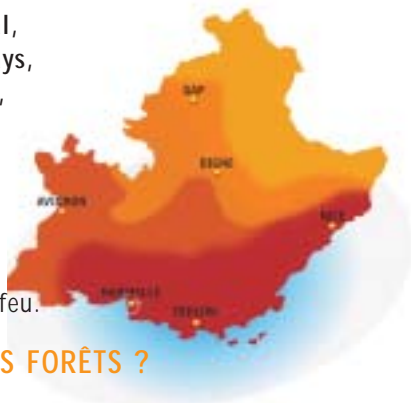 l,
ys,
,
GAP
DIGNE
AVIGNON
NICE
MARSEILLE
TOULON
feu.
S FORÊTS ?